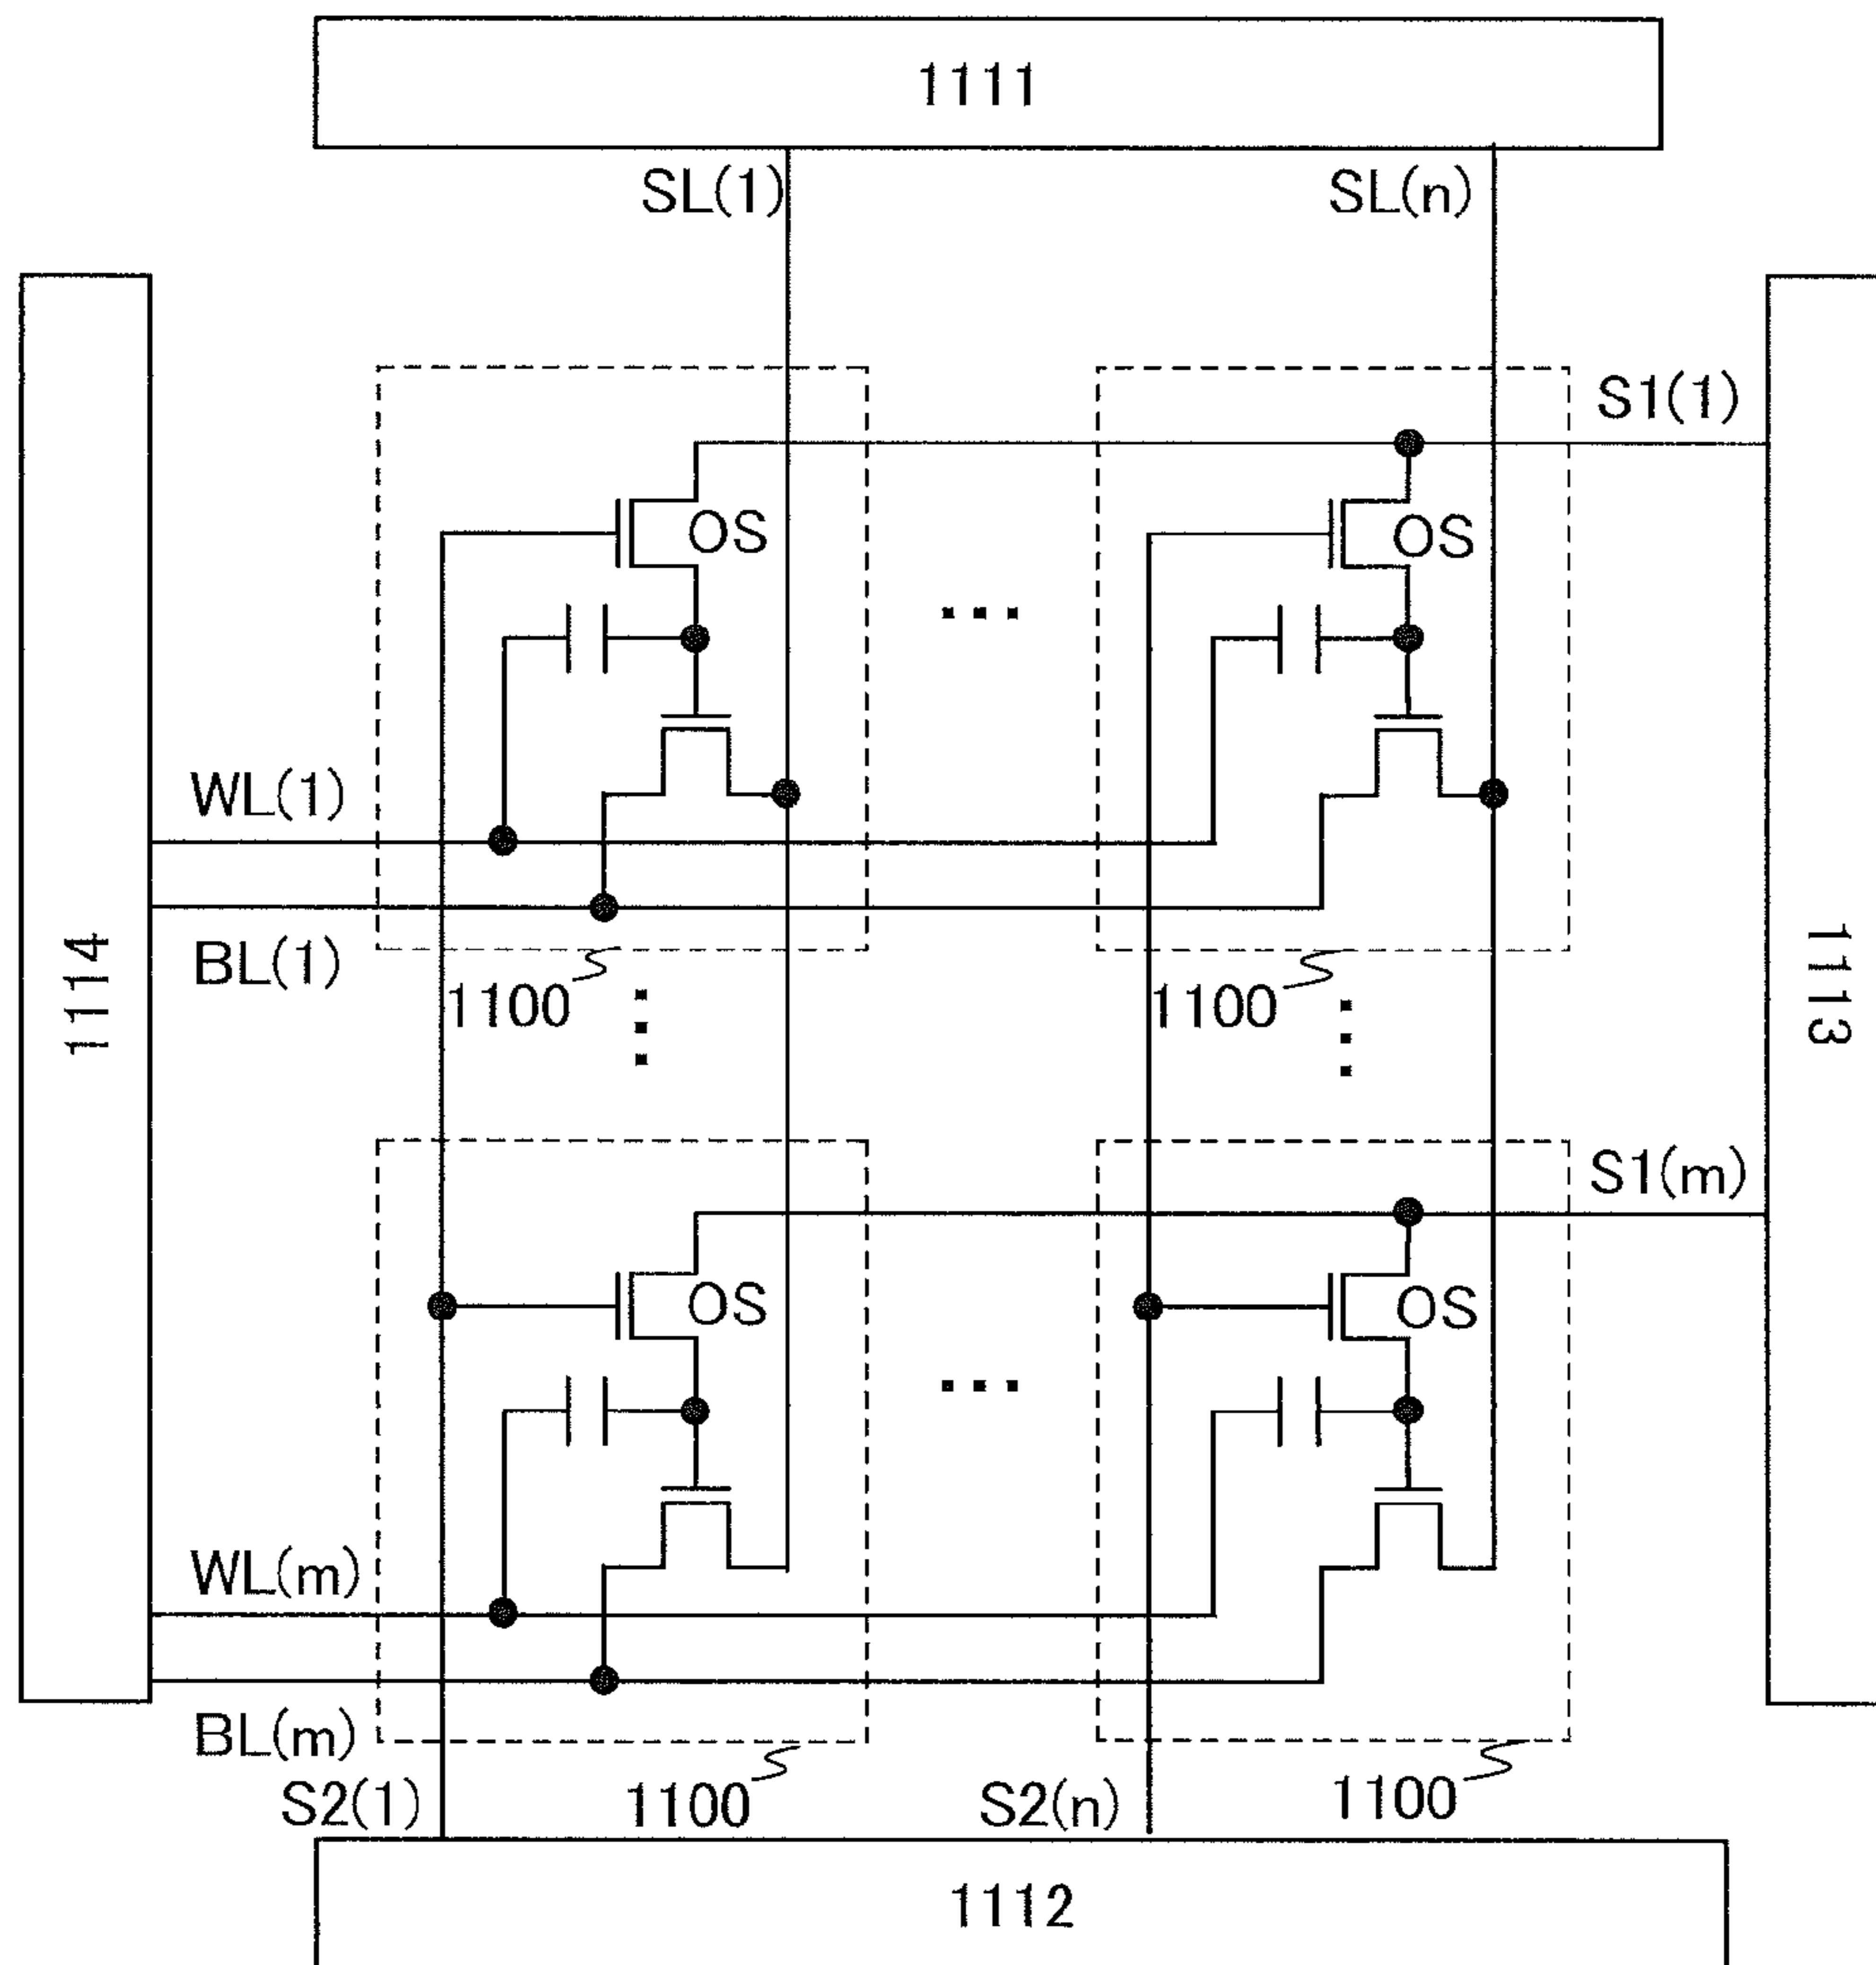 1111
SL(1)
SL(n)
S1(1)
OS
OS
WL(1)
BL(1)
1114
1100
1100
1113
S1(m)
OS
OS
WL(m)
BL(m)
S2(1)
1100
S2(n)
1100
1112